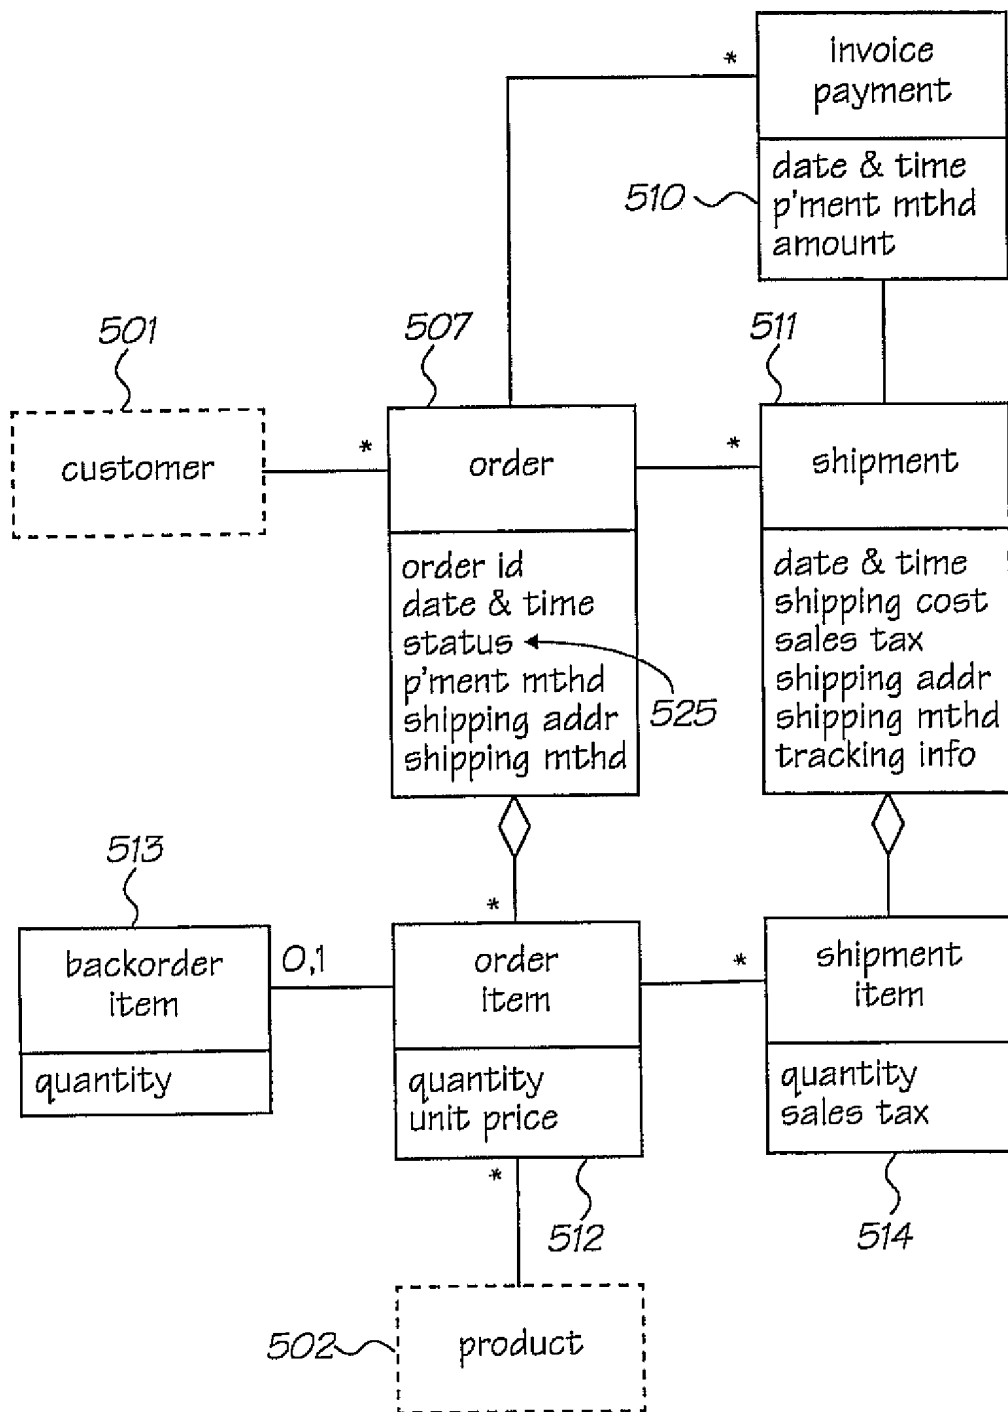 *
invoice
payment
date & time
p'ment mthd
amount
510
501
507
511
customer
*
order
*
shipment
order id
date & time
status
p'ment mthd
shipping addr
shipping mthd
525
date & time
shipping cost
sales tax
shipping addr
shipping mthd
tracking info
513
*
backorder
item
0,1
order
item
*
shipment
item
quantity
quantity
unit price
quantity
sales tax
*
512
514
502
product